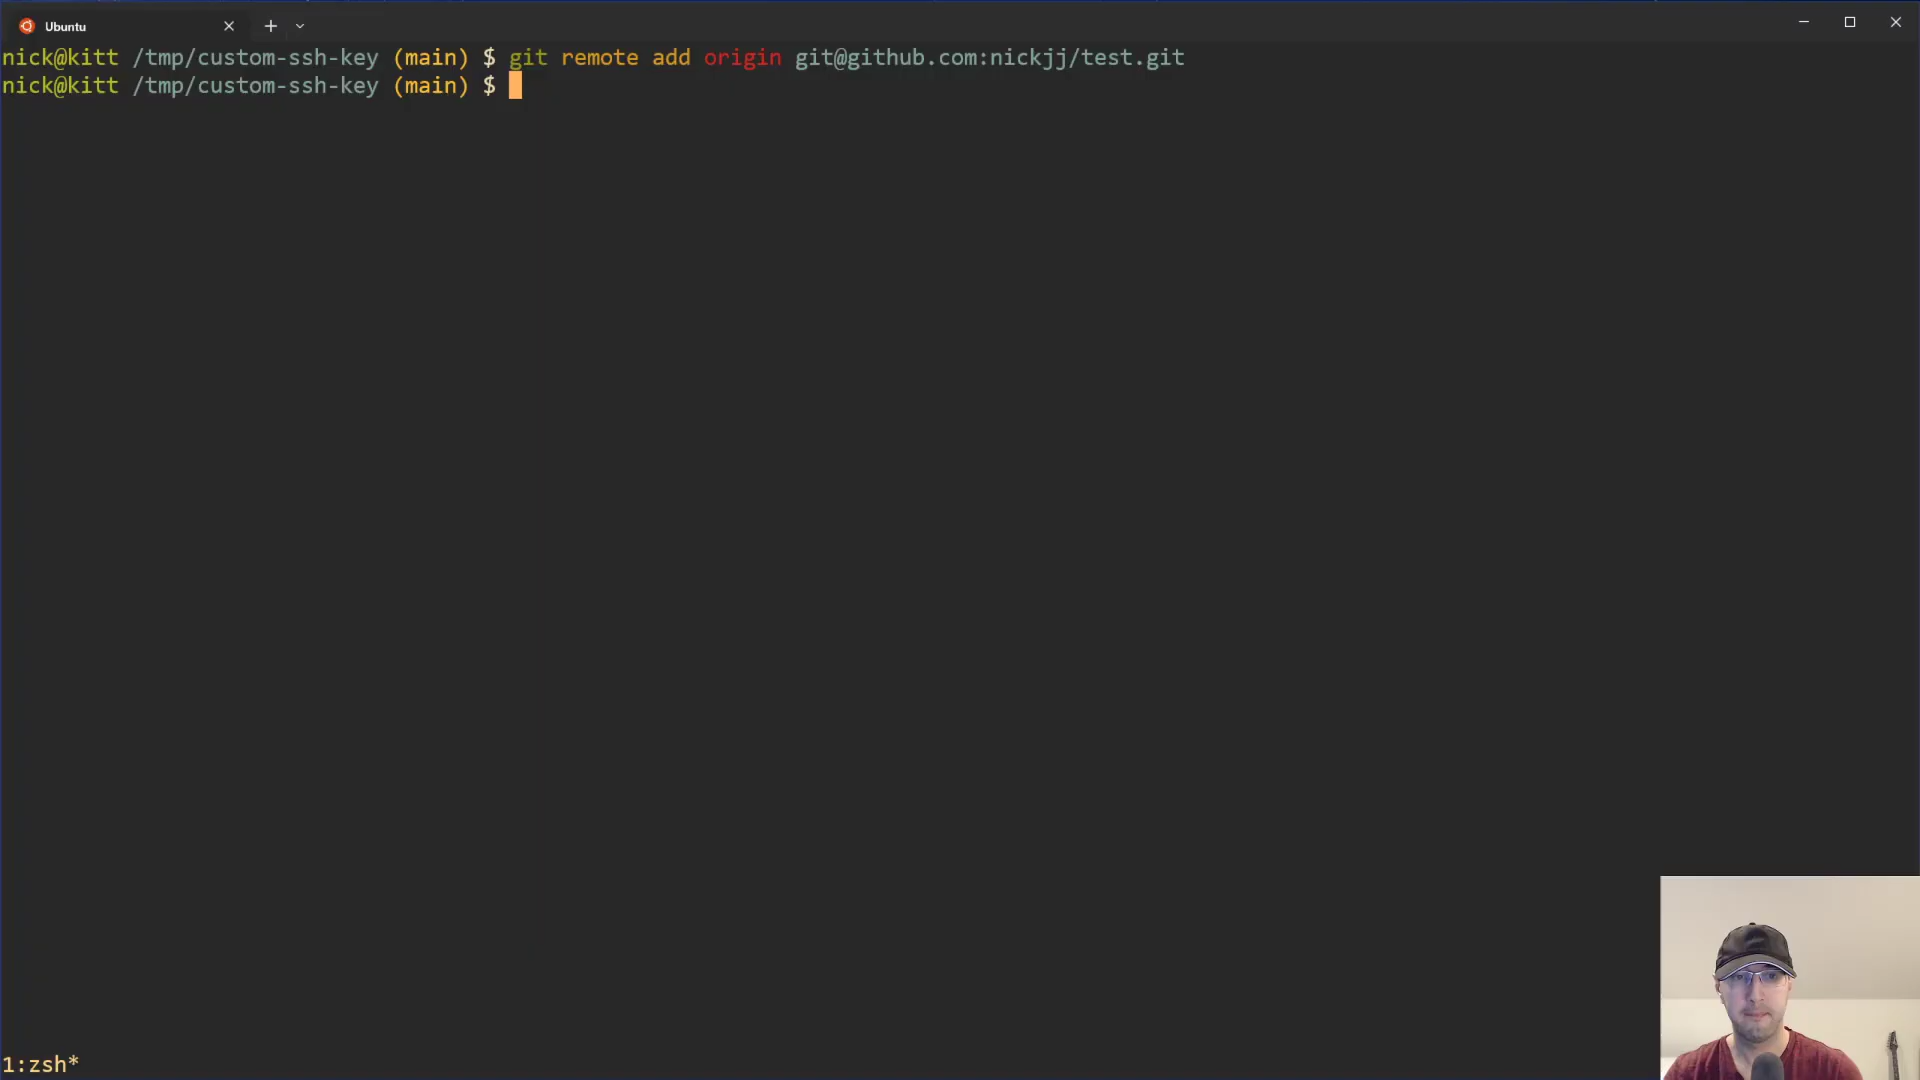 Ubuntu
nick@kitt /tmp/custom-ssh-key (main) $ git remote add origin git@github.com:nickjj/test.git
nick@kitt /tmp/custom-ssh-key (main) $
1:zsh*